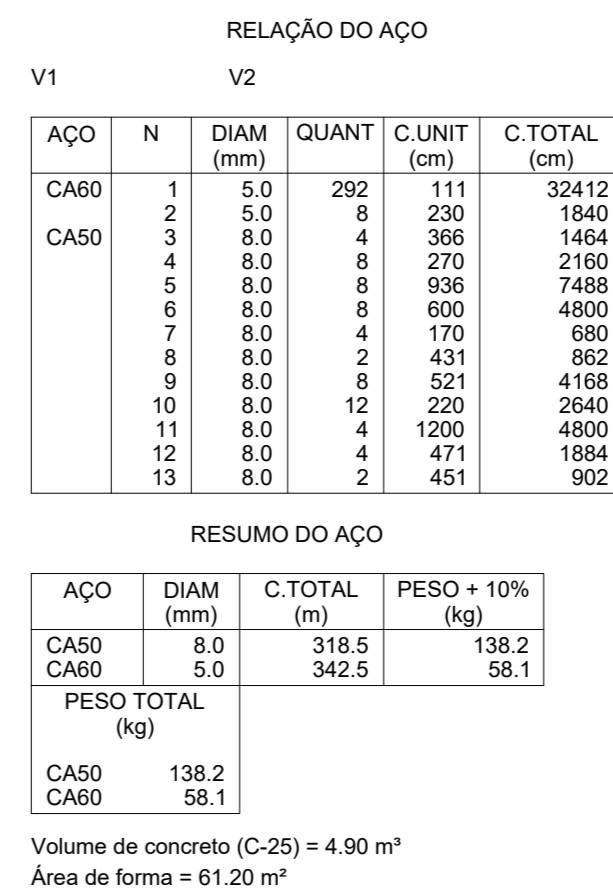 RELAÇÃO DO AÇO
V1 V2
AÇO N DIAM QUANT C.UNIT C.TOTAL
(mm) (cm) (cm)
CA60 1 5.0 292 111 32412
2 5.0 8 230 1840
CA50 3 8.0 4 366 1464
4 8.0 8 270 2160
5 8.0 8 936 7488
6 8.0 8 600 4800
7 8.0 4 170 680
8 8.0 2 431 862
9 8.0 8 521 4168
10 8.0 12 220 2640
11 8.0 4 1200 4800
12 8.0 4 471 1884
13 8.0 2 451 902
RESUMO DO AÇO
AÇO DIAM C.TOTAL PESO + 10%
(mm) (m) (kg)
CA50 8.0 318.5 138.2
CA60 5.0 342.5 58.1
PESO TOTAL
(kg)
CA50 138.2
CA60 58.1
Volume de concreto (C-25) = 4.90 m³
Área de forma = 61.20 m²